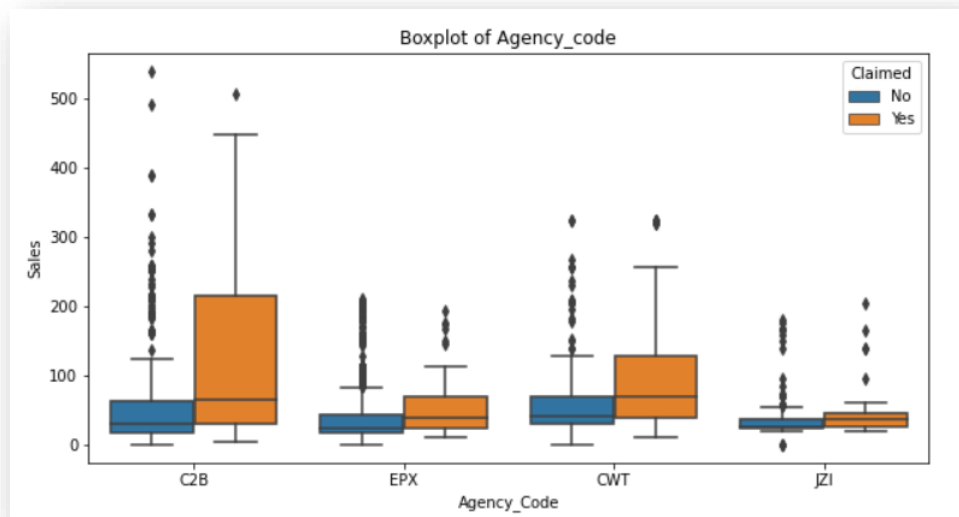 Boxplot of Agency_code
Claimed
No
Yes
500
400
300
200
100
0
Sales
C2B
EPX
CWT
JZI
Agency_Code